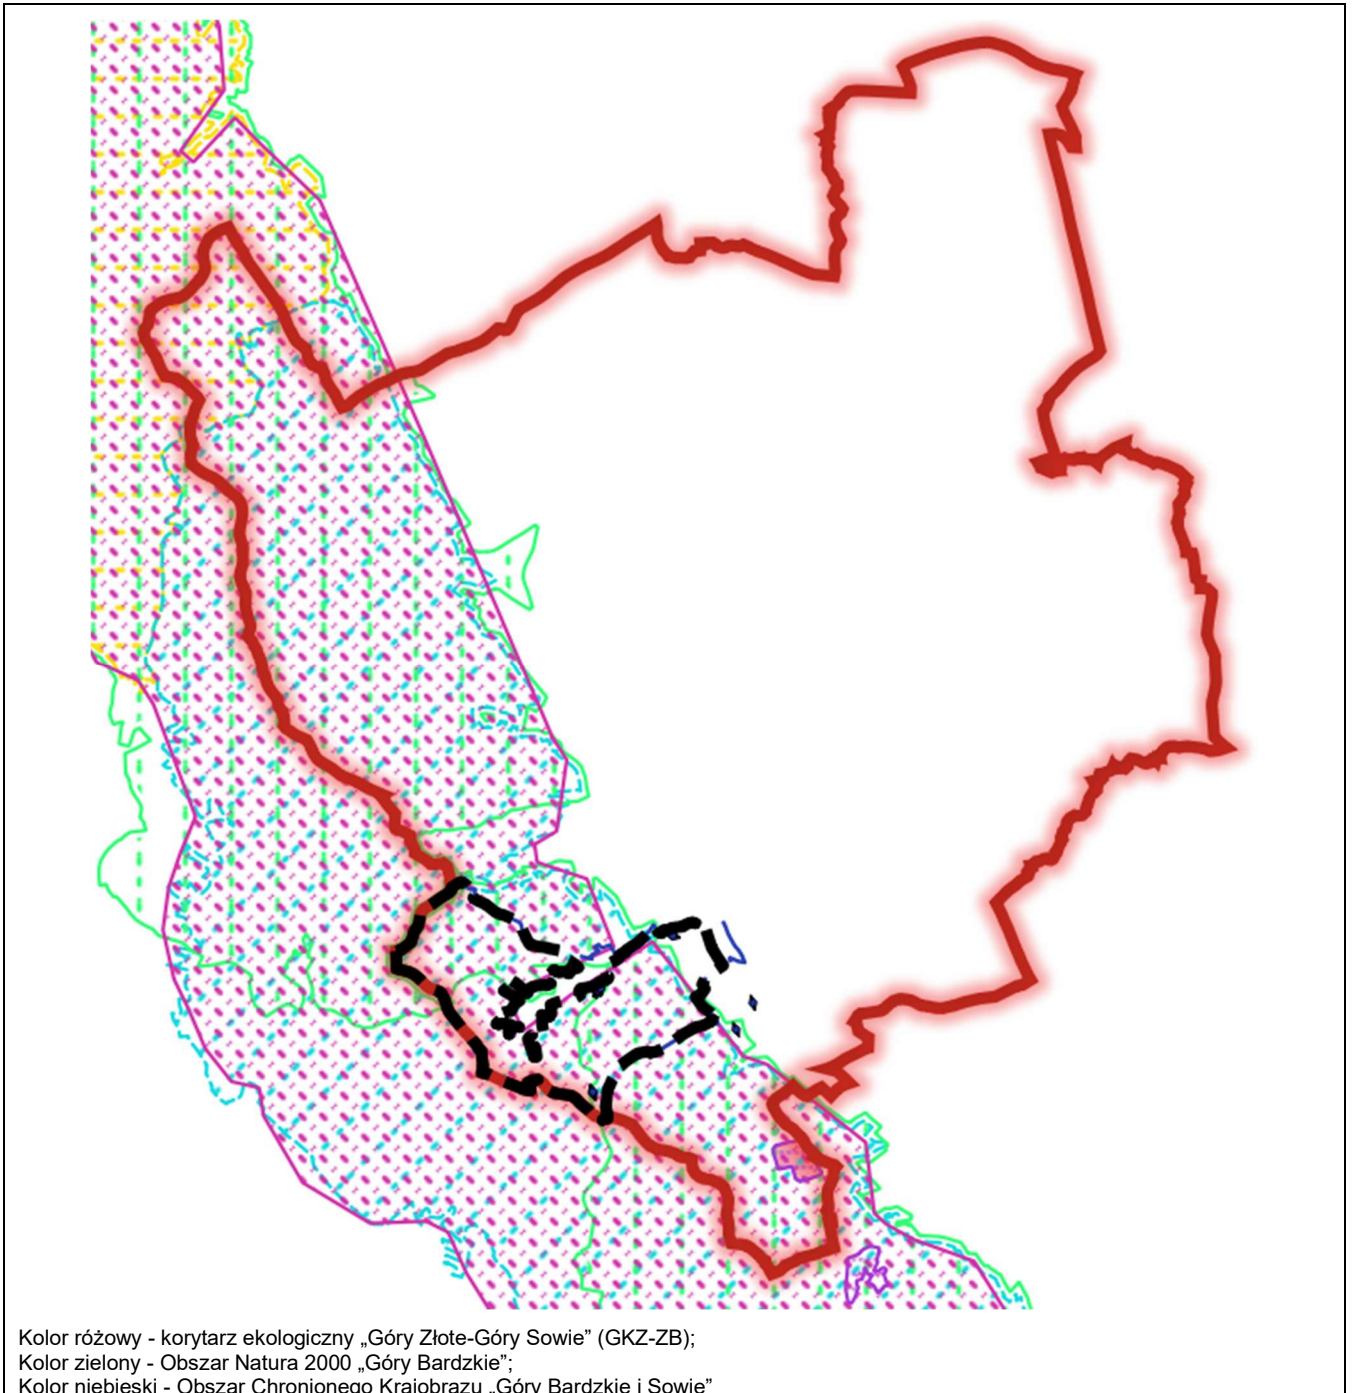 Kolor różowy - korytarz ekologiczny „Góry Złote-Góry Sowie” (GKZ-ZB);
Kolor zielony - Obszar Natura 2000 „Góry Bardzkie”;
Kolor niebieski - Obszar Chronionego Krajobrazu „Góry Bardzkie i Sowie”